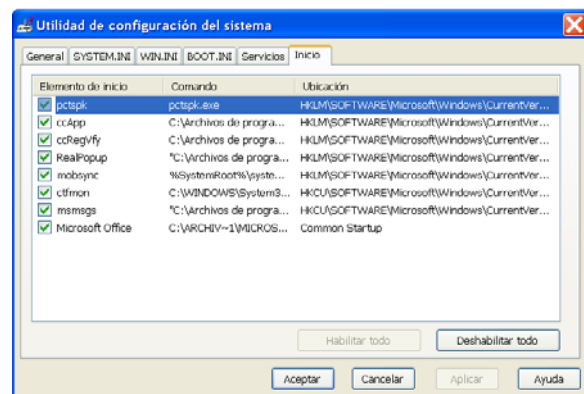 Utilidad de configuración del sistema
General SYSTEM.INI WIN.INI BOOT.INI Servicios Inicio
Elemento de inicio Comando Ubicación
pctspk pctspk.exe HKLM\SOFTWARE\Microsoft\Windows\CurrentVer...
ccApp C:\Archivos de progra... HKLM\SOFTWARE\Microsoft\Windows\CurrentVer...
ccRegVfy C:\Archivos de progra... HKLM\SOFTWARE\Microsoft\Windows\CurrentVer...
RealPopup "C:\Archivos de progra... HKLM\SOFTWARE\Microsoft\Windows\CurrentVer...
mobsync %SystemRoot%\syste... HKLM\SOFTWARE\Microsoft\Windows\CurrentVer...
ctfmon C:\WINDOWS\System3... HKCU\SOFTWARE\Microsoft\Windows\CurrentVer...
msmsgs "C:\Archivos de progra... HKCU\SOFTWARE\Microsoft\Windows\CurrentVer...
Microsoft Office C:\ARCHIV~1\MICROS... Common Startup
Habilitar todo Deshabilitar todo
Aceptar Cancelar Aplicar Ayuda